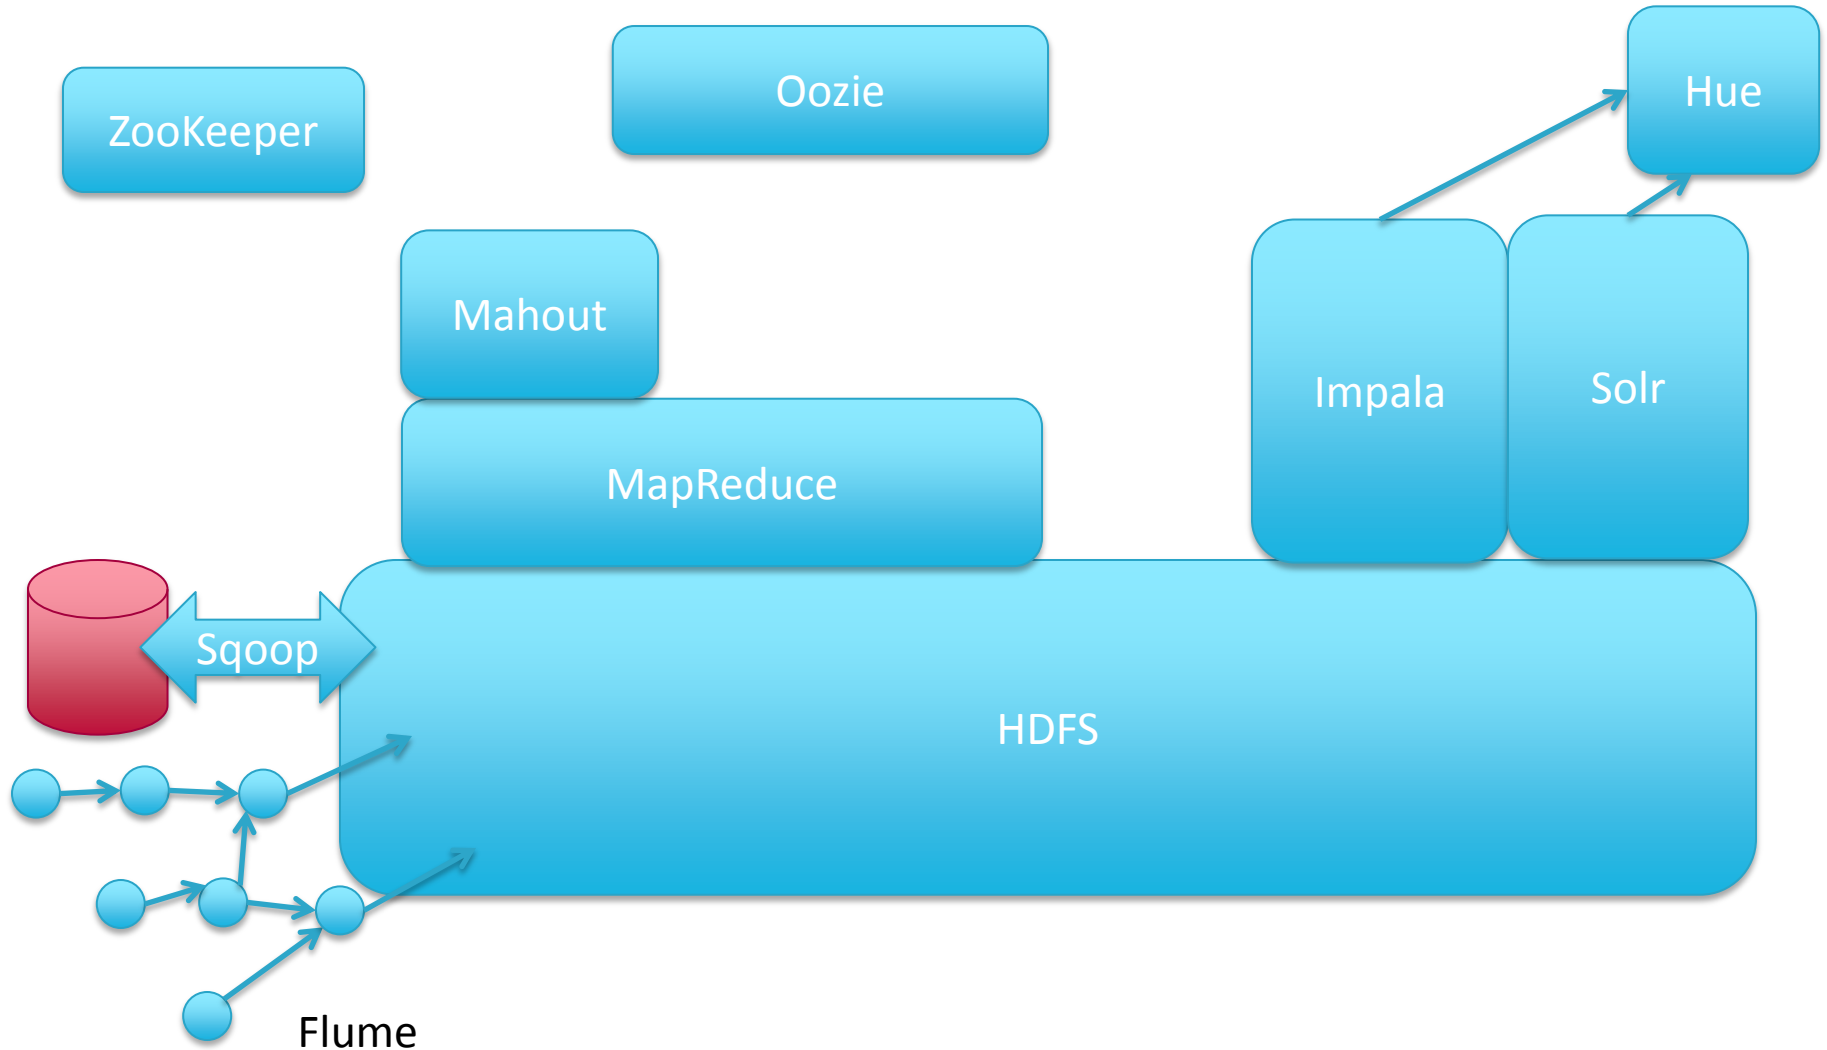 Hue
Oozie
ZooKeeper
Mahout
Impala
Solr
MapReduce
Sqoop
HDFS
Flume